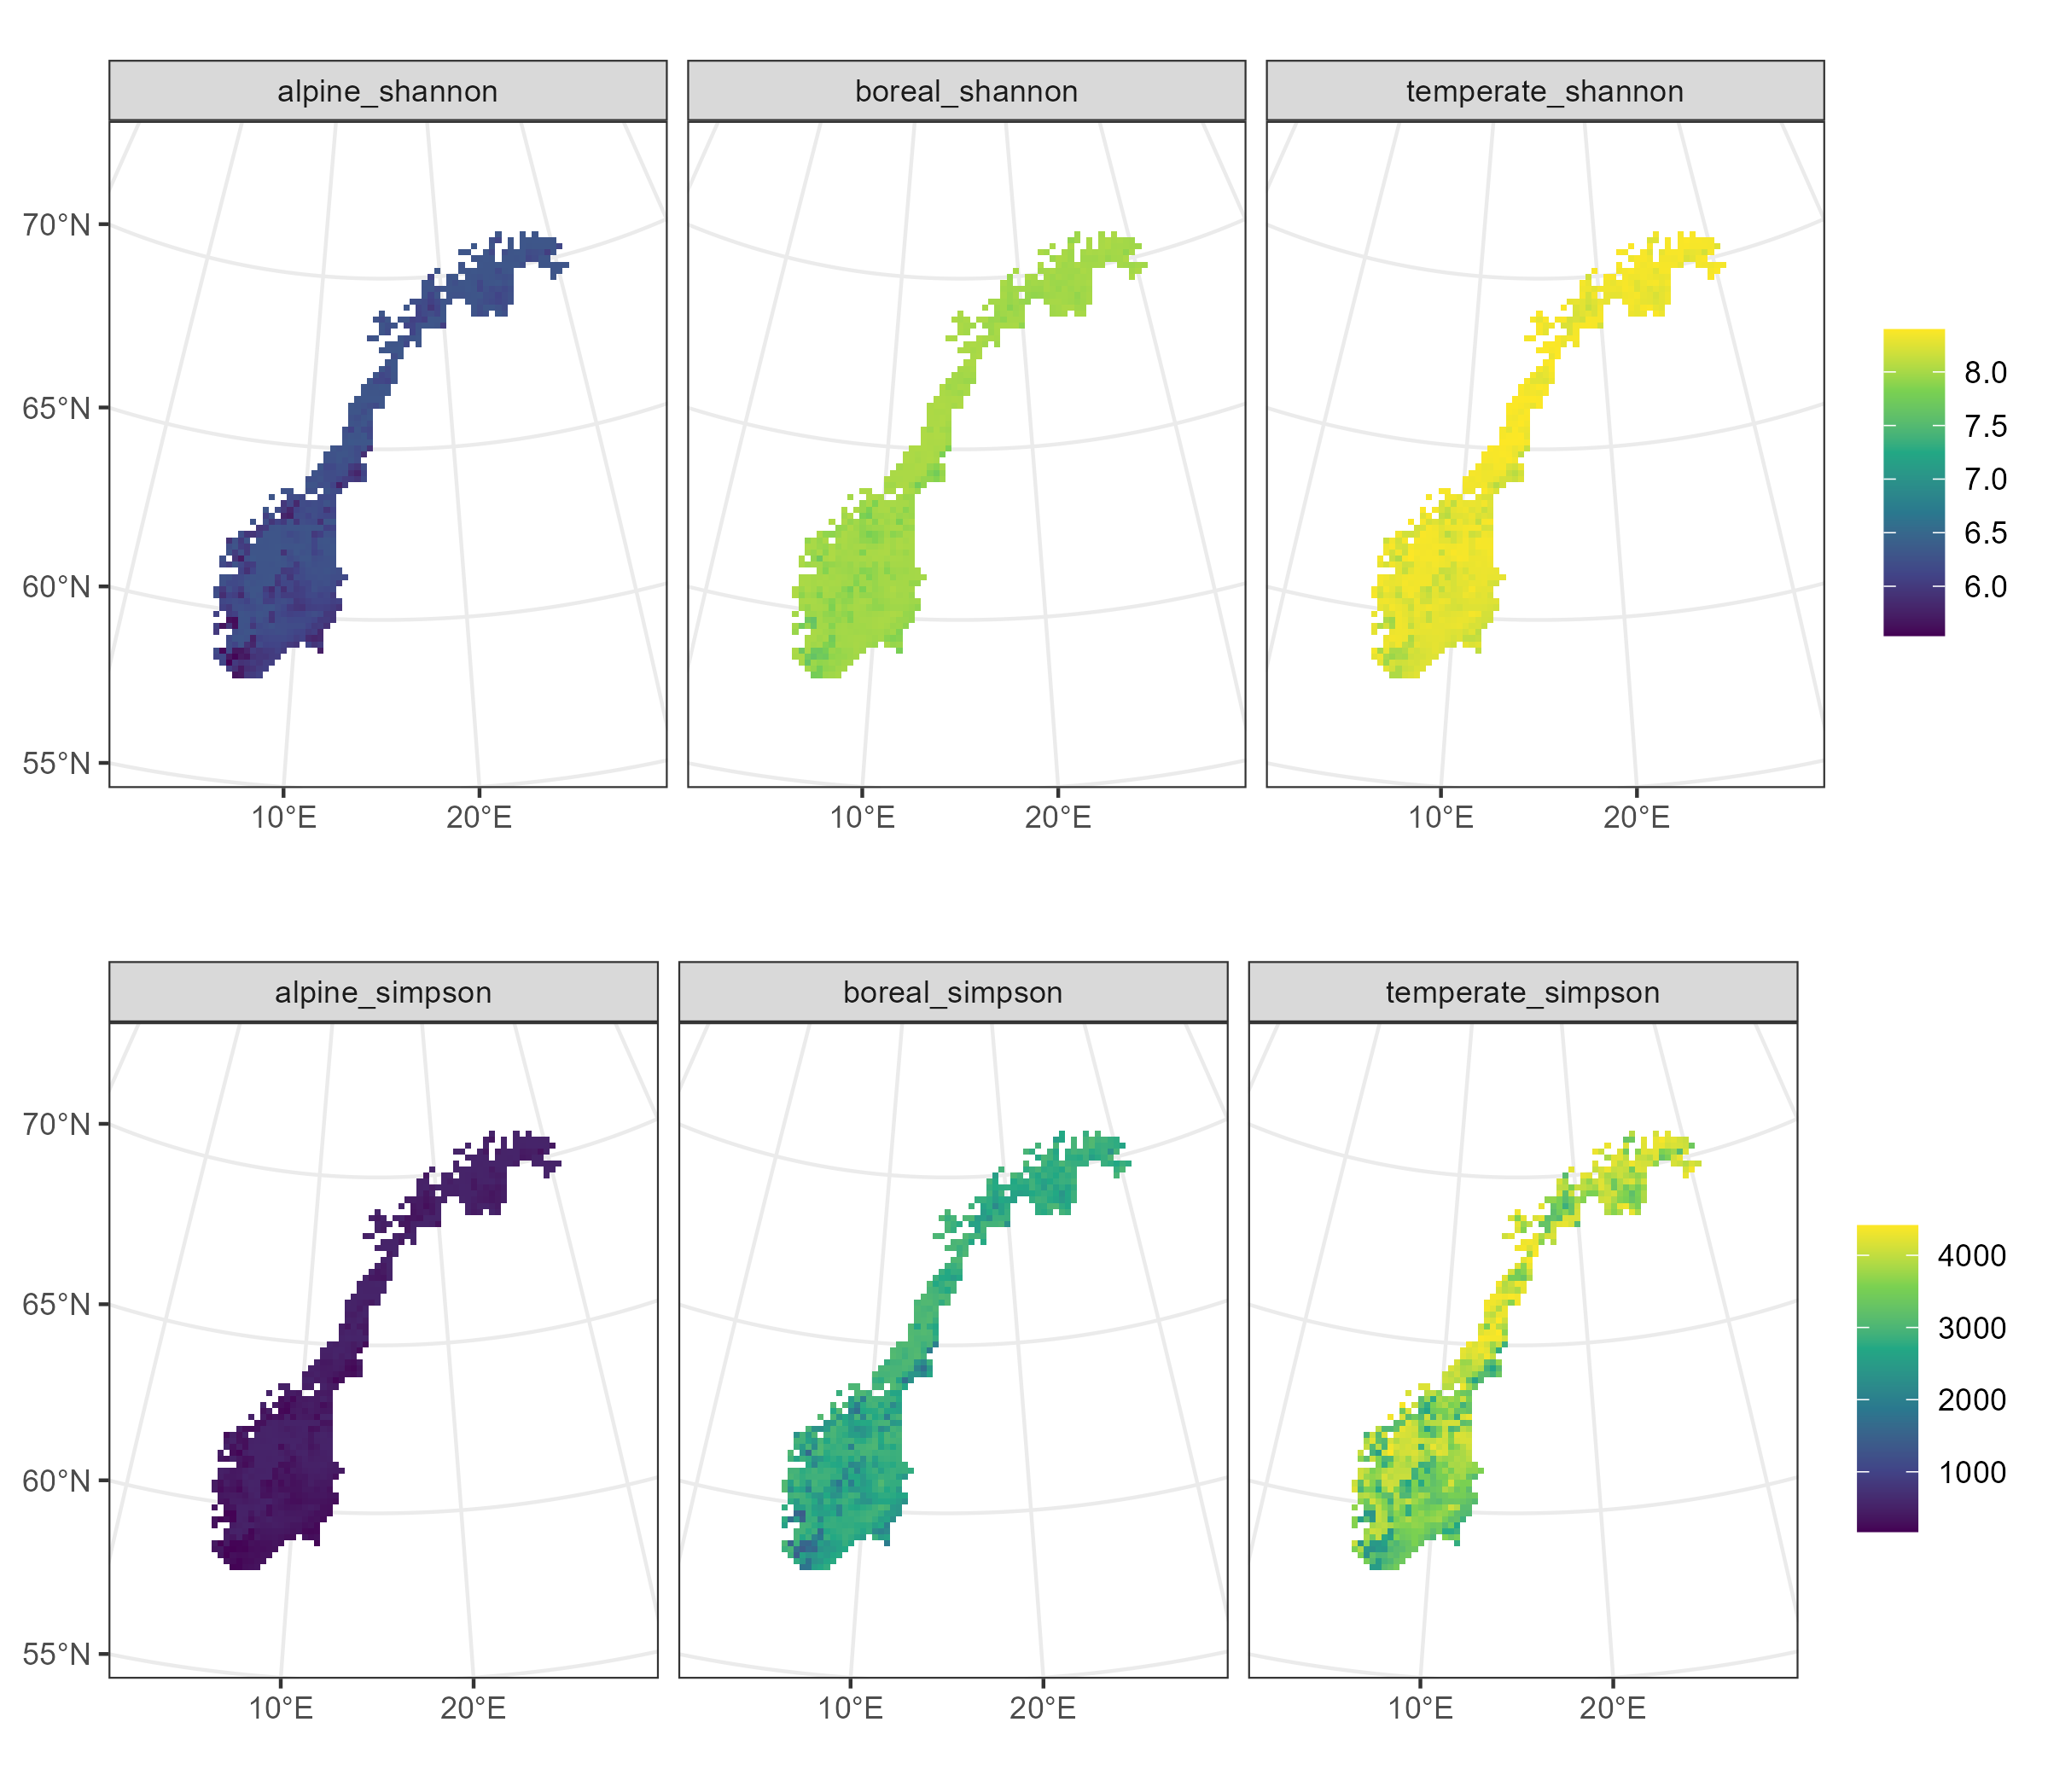 alpine_shannon boreal_shannon temperate_shannon
70°N
65°N
60°N
55°N
10°E 20°E 10°E 20°E 10°E 20°E
8.0
7.5
7.0
6.5
6.0
alpine_simpson boreal_simpson temperate_simpson
70°N
65°N
60°N
55°N
10°E 20°E 10°E 20°E 10°E 20°E
4000
3000
2000
1000